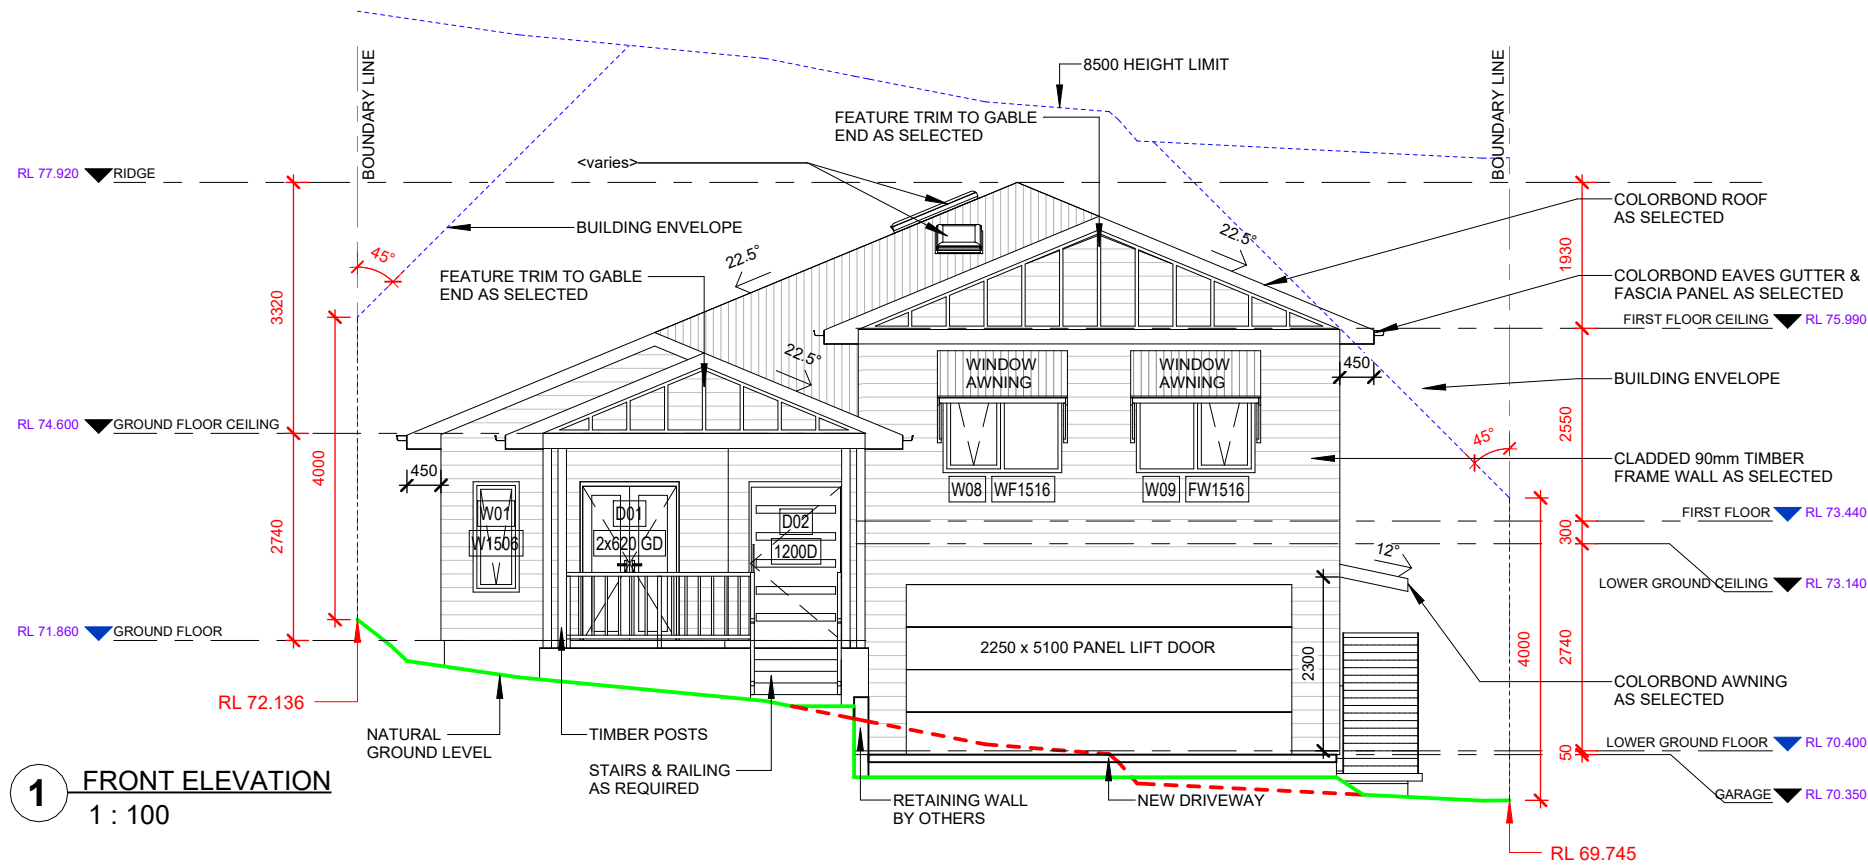 BOUNDARY LINE
BOUNDARY LINE
8500 HEIGHT LIMIT
FEATURE TRIM TO GABLE
END AS SELECTED
<varies>
RL 77.920
RIDGE
COLORBOND ROOF
AS SELECTED
BUILDING ENVELOPE
22.5°
22.5°
1930
45°
FEATURE TRIM TO GABLE
END AS SELECTED
COLORBOND EAVES GUTTER &
FASCIA PANEL AS SELECTED
3320
FIRST FLOOR CEILING
RL 75.990
22.5°
WINDOW
AWNING
WINDOW
AWNING
450
BUILDING ENVELOPE
RL 74.600
GROUND FLOOR CEILING
2550
45°
4000
450
CLADDED 90mm TIMBER
FRAME WALL AS SELECTED
W08
WF1516
W09
FW1516
W01
W1506
D01
2x620 GD
D02
1200D
FIRST FLOOR
RL 73.440
2740
300
12°
LOWER GROUND CEILING
RL 73.140
RL 71.860
GROUND FLOOR
2250 x 5100 PANEL LIFT DOOR
2300
4000
2740
COLORBOND AWNING
AS SELECTED
RL 72.136
NATURAL
GROUND LEVEL
TIMBER POSTS
STAIRS & RAILING
AS REQUIRED
LOWER GROUND FLOOR
RL 70.400
50
RETAINING WALL
BY OTHERS
NEW DRIVEWAY
GARAGE
RL 70.350
RL 69.745
1
FRONT ELEVATION
1 : 100